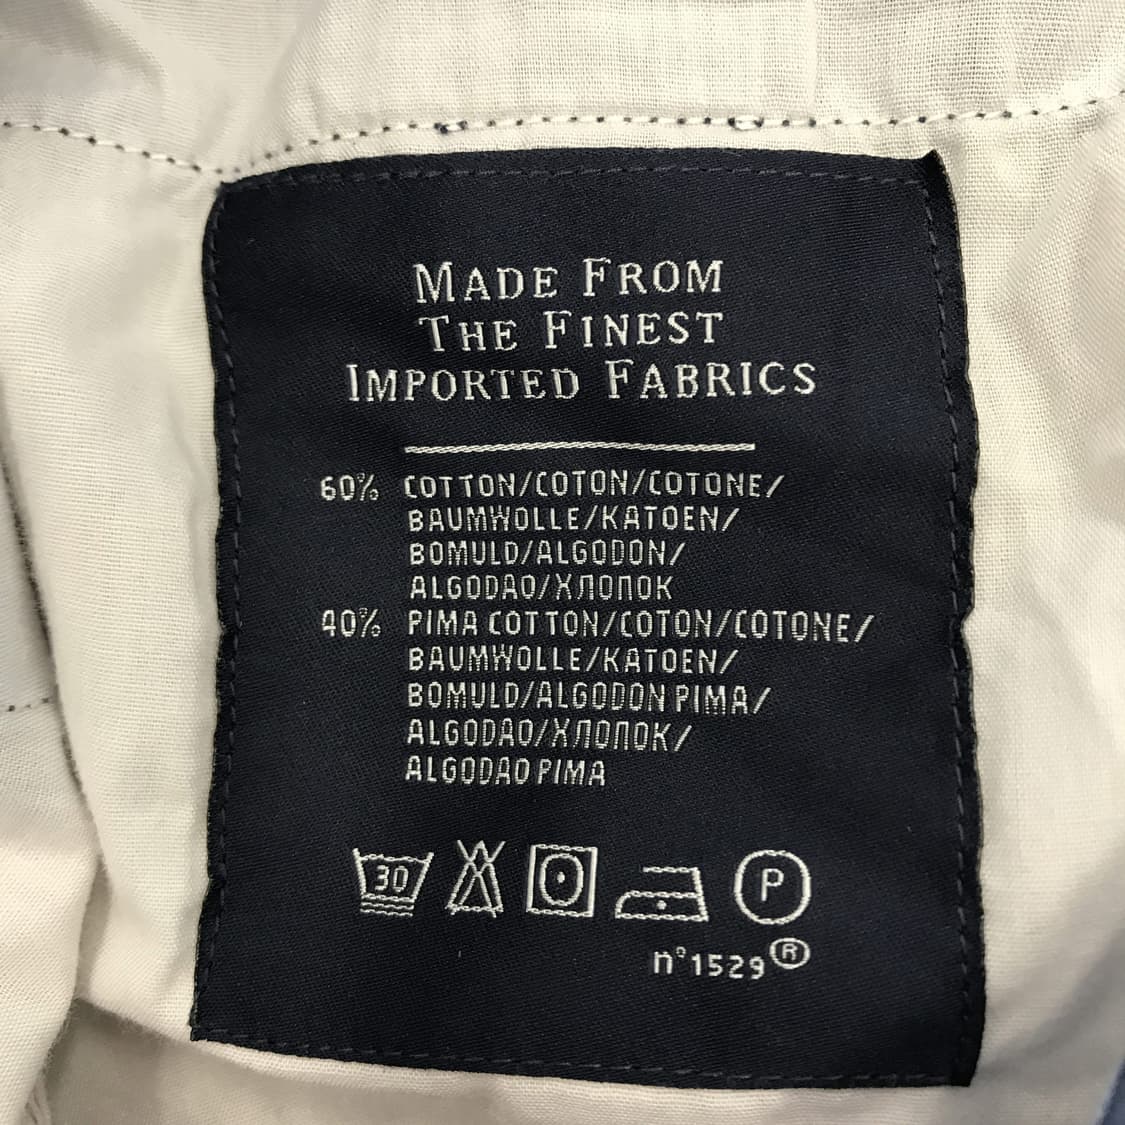 MADE FROM
THE FINEST
IMPORTED FABRICS
60% COTTON/COTON/COTONE/
BAUMWOLLE/KATOEN/
BOMULD/ALGODON/
ALGODAO/ХЛОПОК
40% PIMA COTTON/COTON/COTONE/
BAUMWOLLE/KATOEN/
BOMULD/ALGODON PIMA/
ALGODAO/ХЛОПОК/
ALGODAO PIMA
30
P
n°1529®